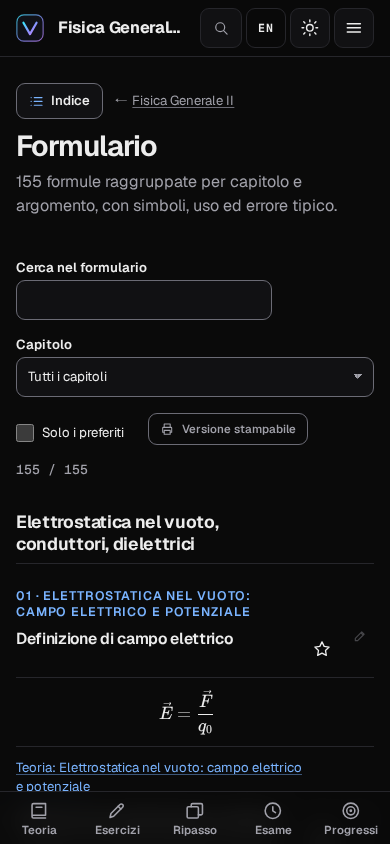 Fisica General...
EN
Indice
← Fisica Generale II
Formulario
155 formule raggruppate per capitolo e
argomento, con simboli, uso ed errore tipico.
Cerca nel formulario
Capitolo
Tutti i capitoli
Solo i preferiti
Versione stampabile
155 / 155
Elettrostatica nel vuoto,
conduttori, dielettrici
01 · ELETTROSTATICA NEL VUOTO:
CAMPO ELETTRICO E POTENZIALE
Definizione di campo elettrico
E⃗ = F⃗ / q₀
Teoria: Elettrostatica nel vuoto: campo elettrico
e potenziale
Teoria
Esercizi
Ripasso
Esame
Progressi